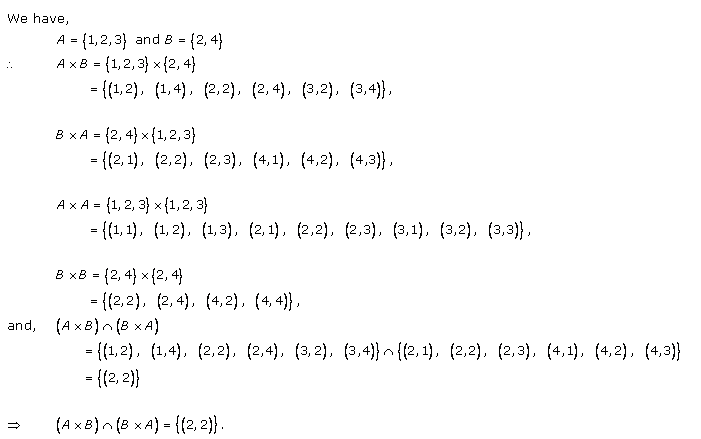 We have,
A = {1,2,3} and B = {2,4}
∴ A × B = {1,2,3} × {2,4}
= {(1,2), (1,4), (2,2), (2,4), (3,2), (3,4)},
B × A = {2,4} × {1,2,3}
= {(2,1), (2,2), (2,3), (4,1), (4,2), (4,3)},
A × A = {1,2,3} × {1,2,3}
= {(1,1), (1,2), (1,3), (2,1), (2,2), (2,3), (3,1), (3,2), (3,3)},
B × B = {2,4} × {2,4}
= {(2,2), (2,4), (4,2), (4,4)},
and, (A × B) ∩ (B × A)
= {(1,2), (1,4), (2,2), (2,4), (3,2), (3,4)} ∩ {(2,1), (2,2), (2,3), (4,1), (4,2), (4,3)}
= {(2,2)}
⇒ (A × B) ∩ (B × A) = {(2,2)}.